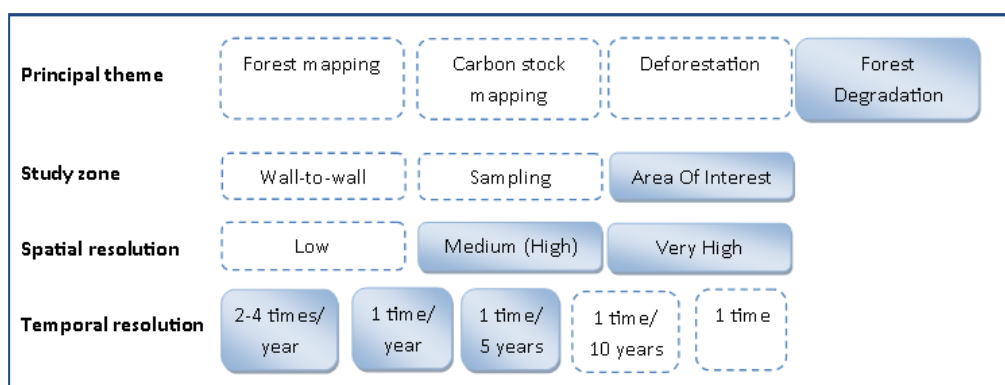 Principal theme
Forest mapping
Carbon stock
mapping
Deforestation
Forest
Degradation
Study zone
Wall-to-wall
Sampling
Area Of Interest
Spatial resolution
Low
Medium (High)
Very High
Temporal resolution
2-4 times/
year
1 time/
year
1 time/
5 years
1 time/
10 years
1 time